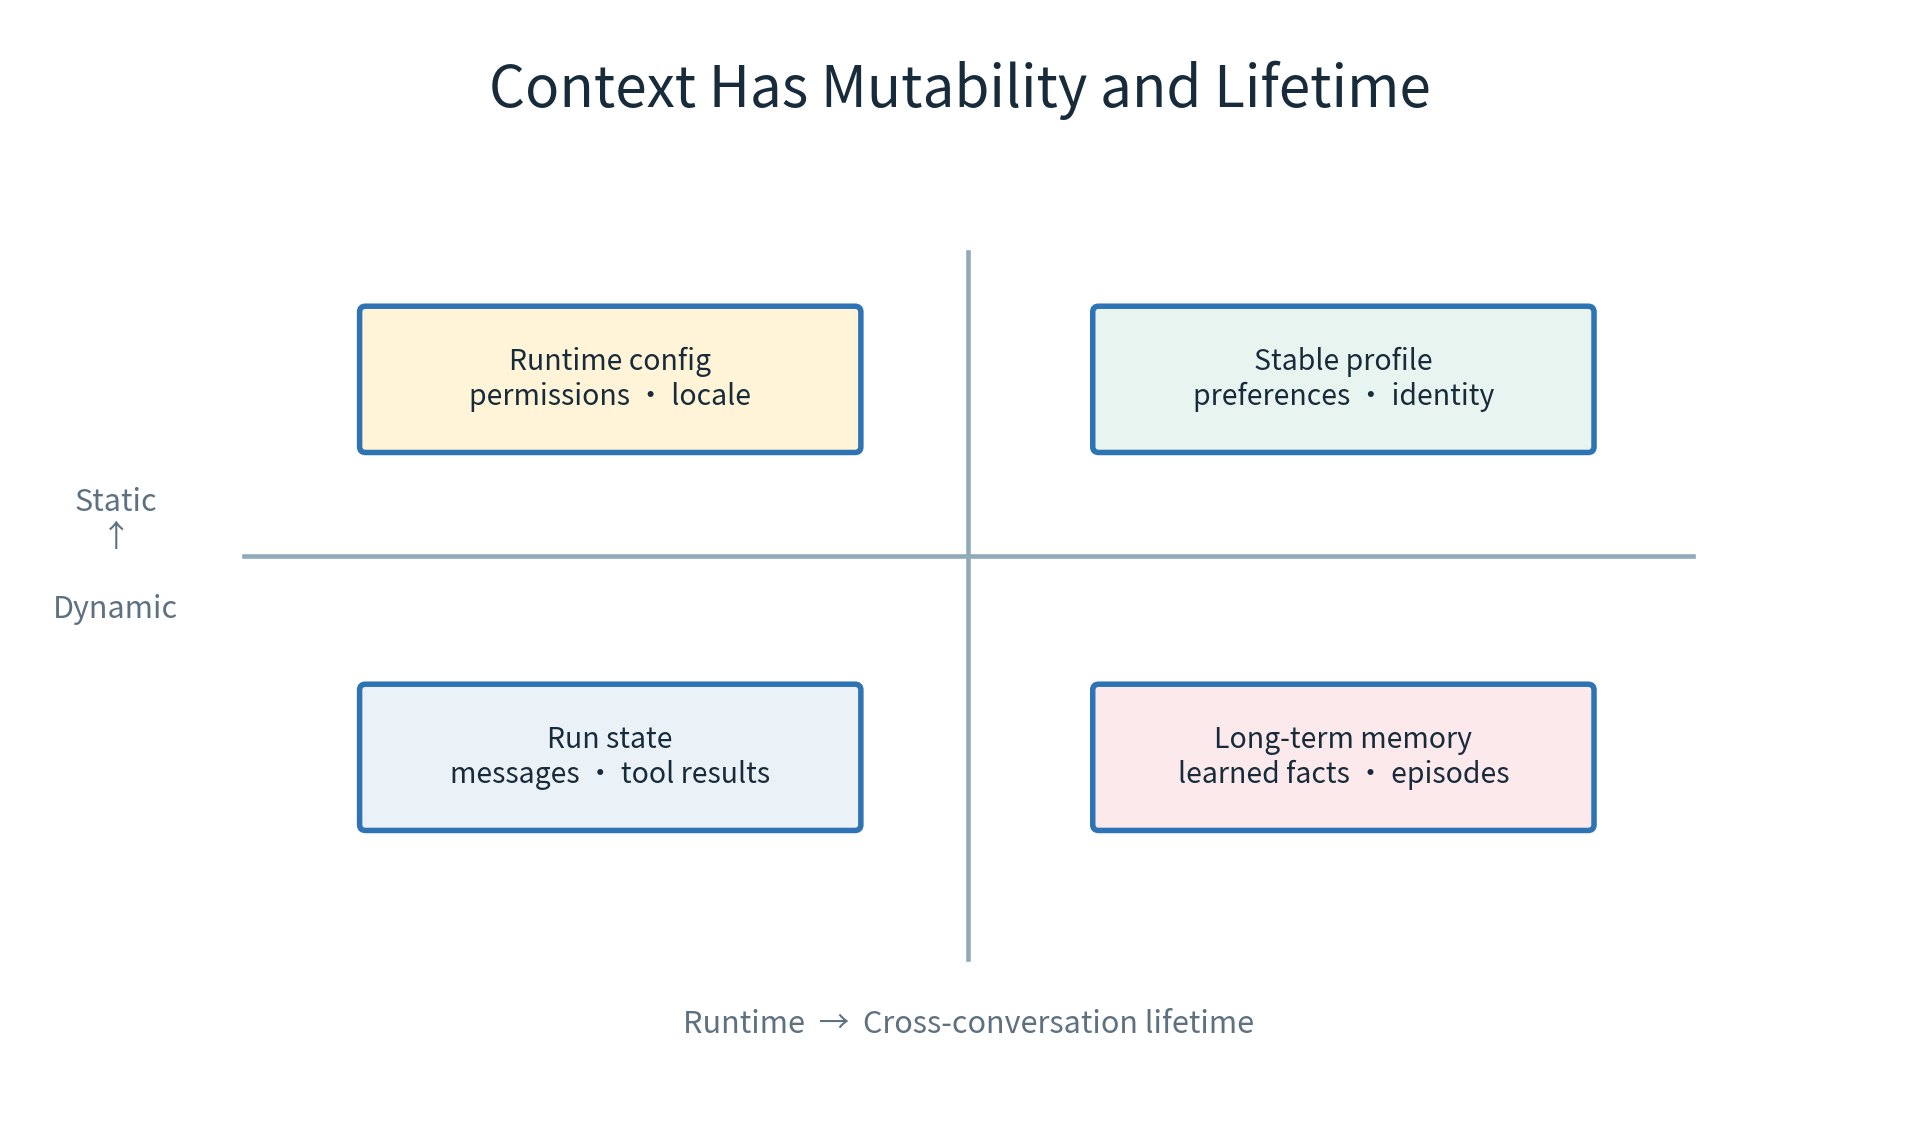 Context Has Mutability and Lifetime
Runtime config
permissions • locale
Stable profile
preferences • identity
Static
↑
Dynamic
Run state
messages • tool results
Long-term memory
learned facts • episodes
Runtime → Cross-conversation lifetime